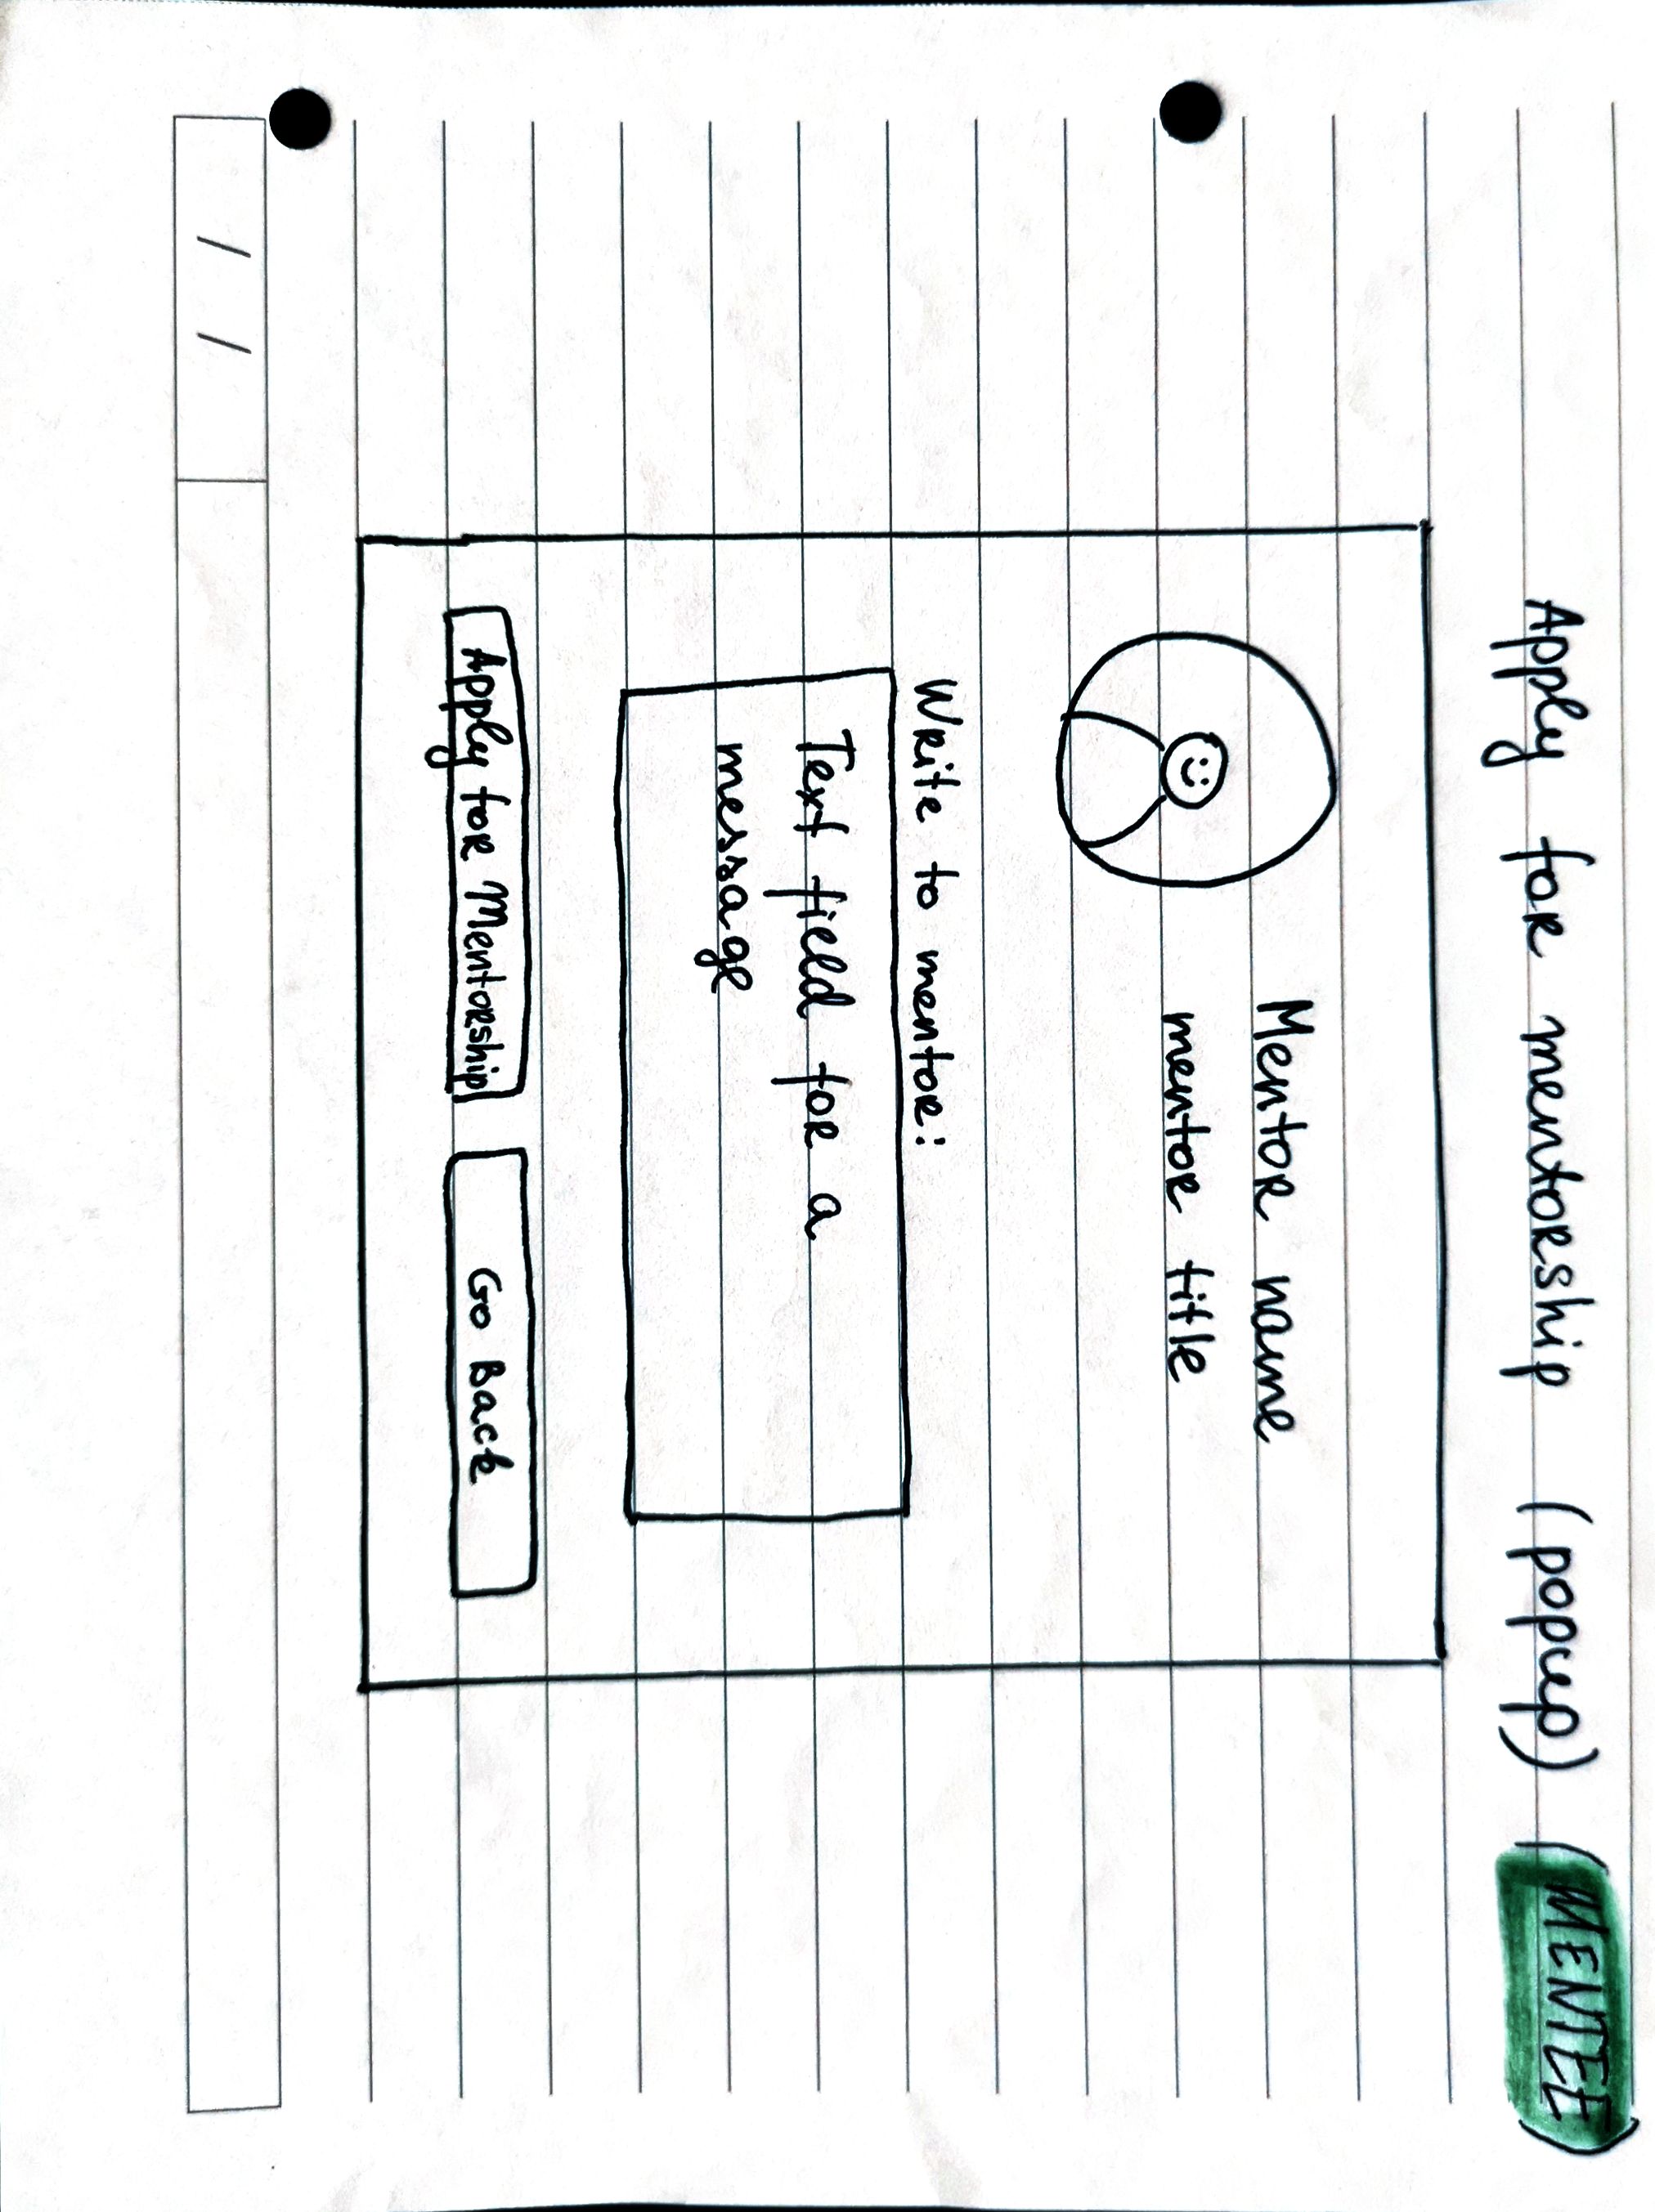 Apply for mentorship (popup) (MENTEE)
Mentor name
mentor title
Write to mentor:
Text field for a
message
Apply for Mentorship
Go Back
/ /